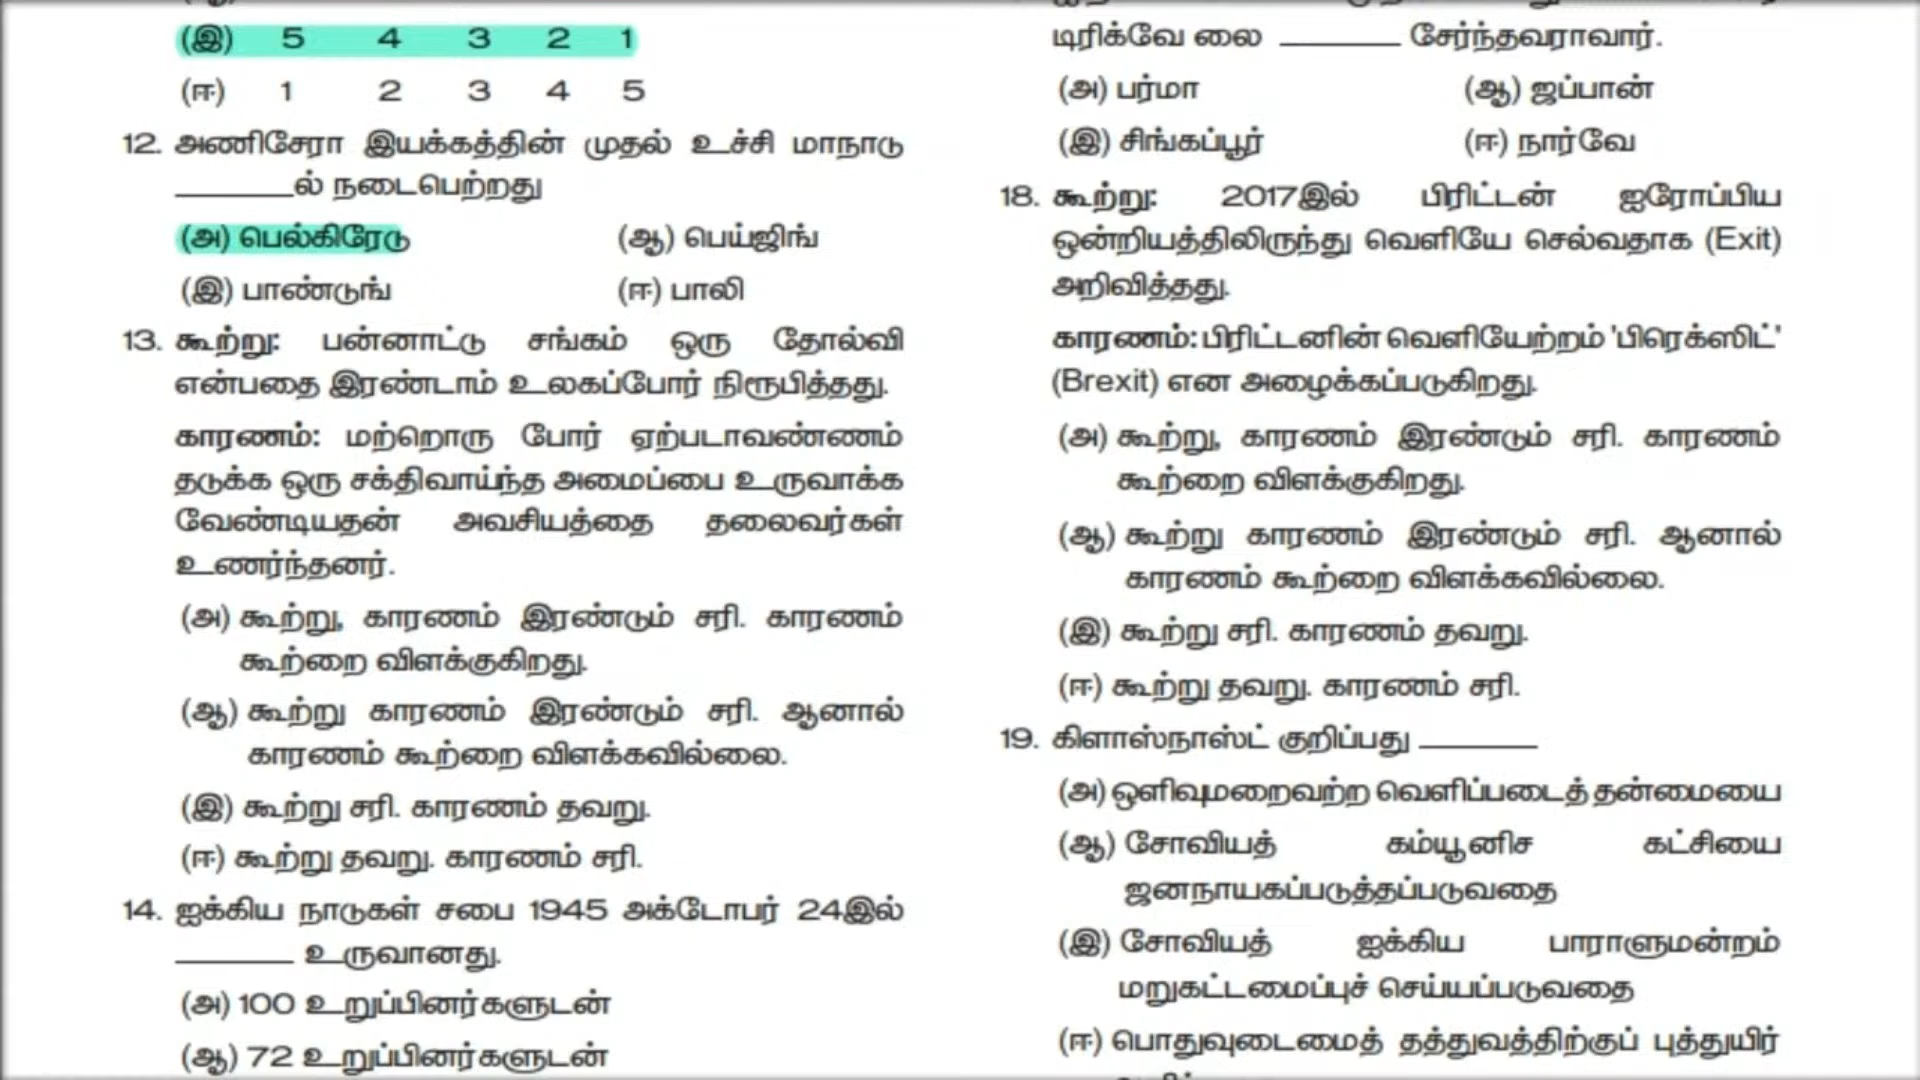 (இ) 5 4 3 2 1
(ஈ) 1 2 3 4 5
12. அணிசேரா இயக்கத்தின் முதல் உச்சி மாநாடு
________ல் நடைபெற்றது
(அ) பெல்கிரேடு (ஆ) பெய்ஜிங்
(இ) பாண்டுங் (ஈ) பாலி
13. கூற்று: பன்னாட்டு சங்கம் ஒரு தோல்வி
என்பதை இரண்டாம் உலகப்போர் நிரூபித்தது.
காரணம்: மற்றொரு போர் ஏற்படாவண்ணம்
தடுக்க ஒரு சக்திவாய்ந்த அமைப்பை உருவாக்க
வேண்டியதன் அவசியத்தை தலைவர்கள்
உணர்ந்தனர்.
(அ) கூற்று, காரணம் இரண்டும் சரி. காரணம்
கூற்றை விளக்குகிறது.
(ஆ) கூற்று காரணம் இரண்டும் சரி. ஆனால்
காரணம் கூற்றை விளக்கவில்லை.
(இ) கூற்று சரி. காரணம் தவறு.
(ஈ) கூற்று தவறு. காரணம் சரி.
14. ஐக்கிய நாடுகள் சபை 1945 அக்டோபர் 24இல்
________ உருவானது.
(அ) 100 உறுப்பினர்களுடன்
(ஆ) 72 உறுப்பினர்களுடன்
டிரிக்வே லை ________ சேர்ந்தவராவார்.
(அ) பர்மா (ஆ) ஜப்பான்
(இ) சிங்கப்பூர் (ஈ) நார்வே
18. கூற்று: 2017இல் பிரிட்டன் ஐரோப்பிய
ஒன்றியத்திலிருந்து வெளியே செல்வதாக (Exit)
அறிவித்தது.
காரணம்: பிரிட்டனின் வெளியேற்றம் 'பிரெக்ஸிட்'
(Brexit) என அழைக்கப்படுகிறது.
(அ) கூற்று, காரணம் இரண்டும் சரி. காரணம்
கூற்றை விளக்குகிறது.
(ஆ) கூற்று காரணம் இரண்டும் சரி. ஆனால்
காரணம் கூற்றை விளக்கவில்லை.
(இ) கூற்று சரி. காரணம் தவறு.
(ஈ) கூற்று தவறு. காரணம் சரி.
19. கிளாஸ்நாஸ்ட் குறிப்பது ________
(அ) ஒளிவுமறைவற்ற வெளிப்படைத் தன்மையை
(ஆ) சோவியத் கம்யூனிச கட்சியை
ஜனநாயகப்படுத்தப்படுவதை
(இ) சோவியத் ஐக்கிய பாராளுமன்றம்
மறுகட்டமைப்புச் செய்யப்படுவதை
(ஈ) பொதுவுடைமைத் தத்துவத்திற்குப் புத்துயிர்